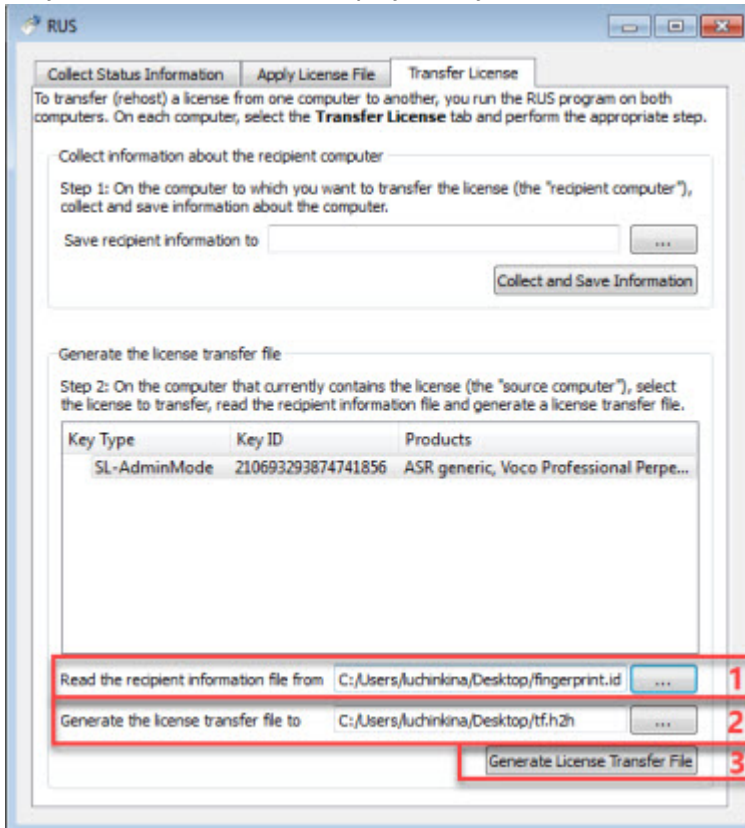 RUS
Collect Status Information Apply License File Transfer License
To transfer (rehost) a license from one computer to another, you run the RUS program on both
computers. On each computer, select the Transfer License tab and perform the appropriate step.
Collect information about the recipient computer
Step 1: On the computer to which you want to transfer the license (the "recipient computer"),
collect and save information about the computer.
Save recipient information to ...
Collect and Save Information
Generate the license transfer file
Step 2: On the computer that currently contains the license (the "source computer"), select
the license to transfer, read the recipient information file and generate a license transfer file.
Key Type Key ID Products
SL-AdminMode 210693293874741856 ASR generic, Voco Professional Perpe...
Read the recipient information file from C:/Users/luchinkina/Desktop/fingerprint.id ... 1
Generate the license transfer file to C:/Users/luchinkina/Desktop/tf.h2h ... 2
Generate License Transfer File 3